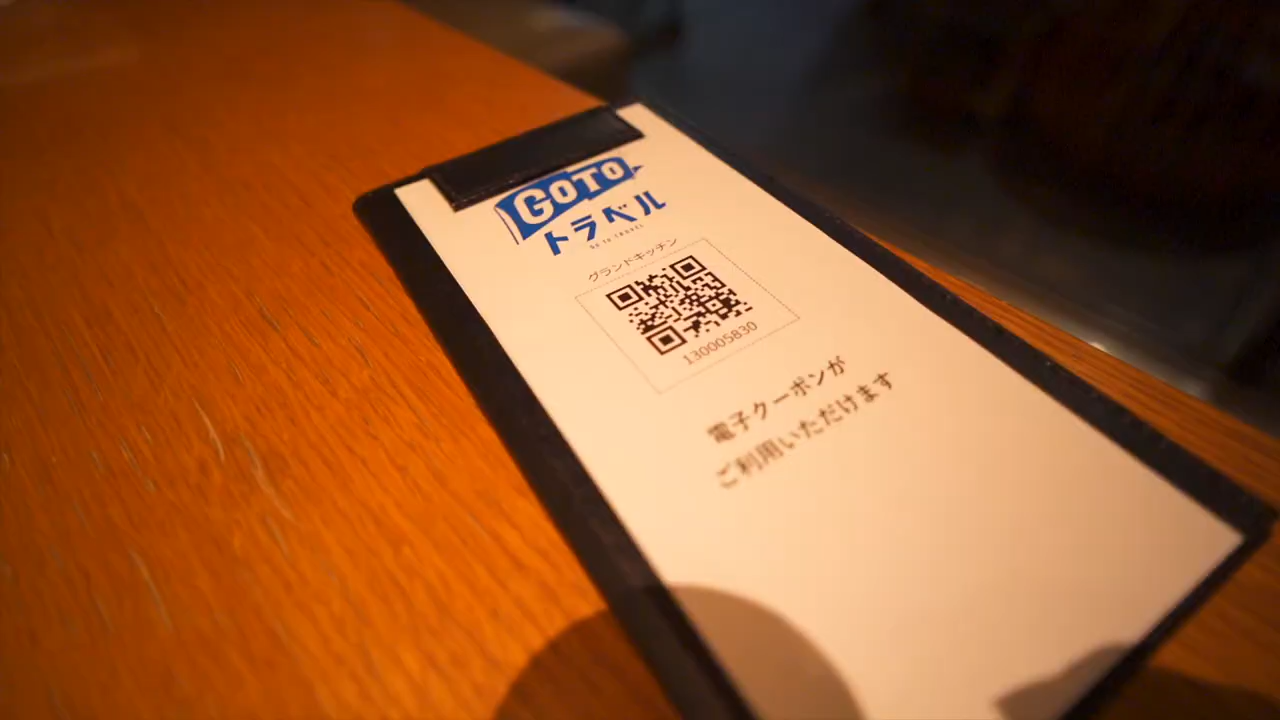 GOTO
トラベル
GO TO TRAVEL
グランドキッチン
130005830
電子クーポンが
ご利用いただけます